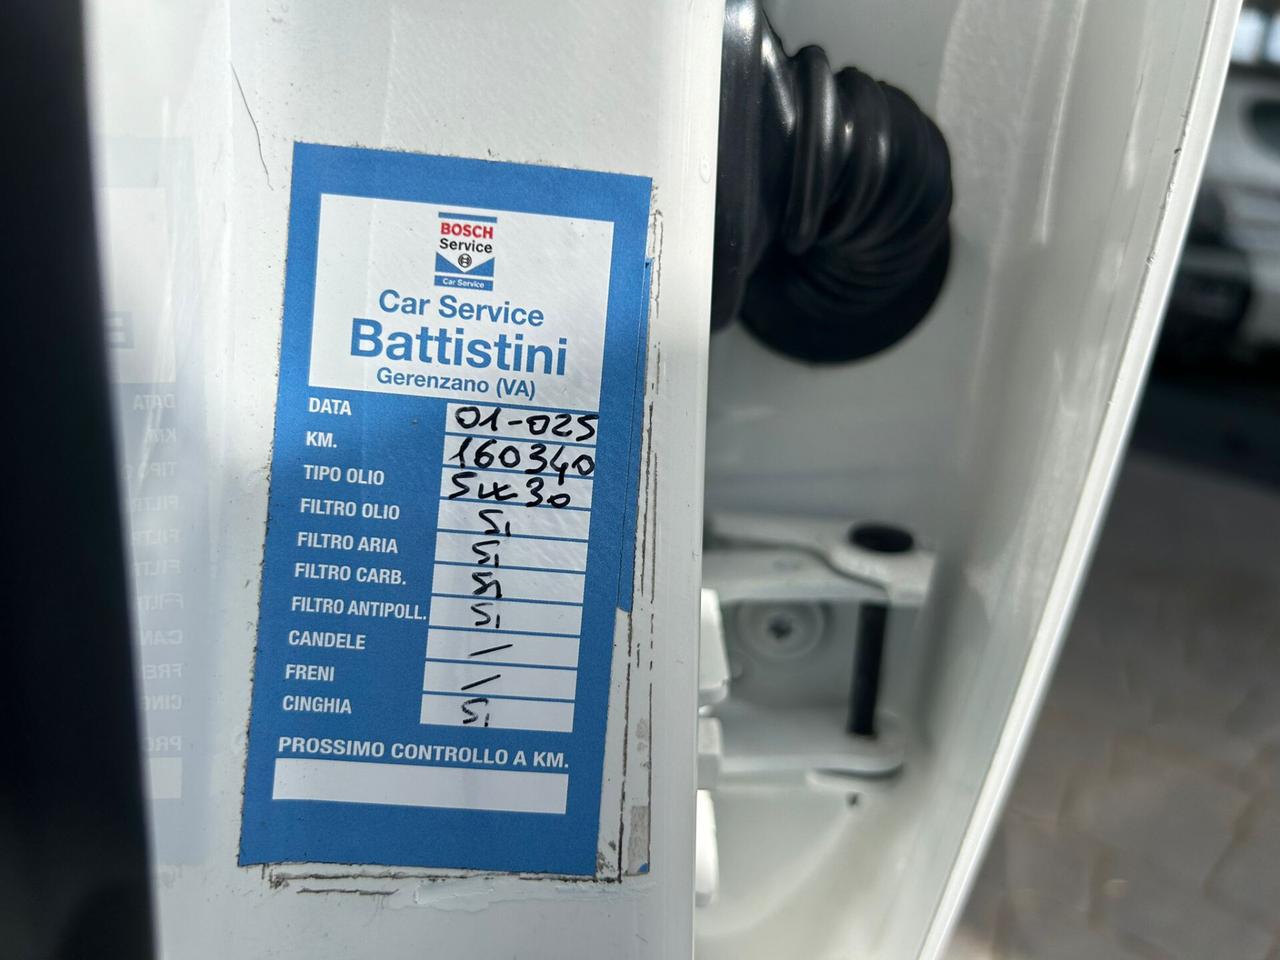 BOSCH
Service
Car Service
Car Service
Battistini
Gerenzano (VA)
DATA 01-025
KM. 160340
TIPO OLIO 5W30
FILTRO OLIO Si
FILTRO ARIA Si
FILTRO CARB. Si
FILTRO ANTIPOLL. Si
CANDELE /
FRENI /
CINGHIA Si
PROSSIMO CONTROLLO A KM.